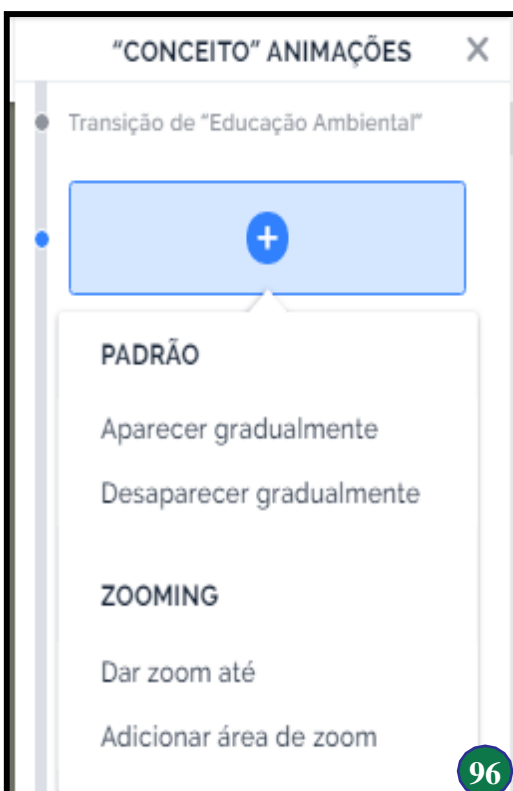 “CONCEITO” ANIMAÇÕES X
Transição de “Educação Ambiental”
+
PADRÃO
Aparecer gradualmente
Desaparecer gradualmente
ZOOMING
Dar zoom até
Adicionar área de zoom
96